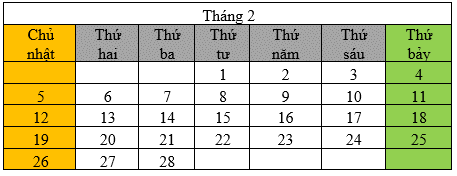 Tháng 2
Chủ nhật Thứ hai Thứ ba Thứ tư Thứ năm Thứ sáu Thứ bảy
1 2 3 4
5 6 7 8 9 10 11
12 13 14 15 16 17 18
19 20 21 22 23 24 25
26 27 28